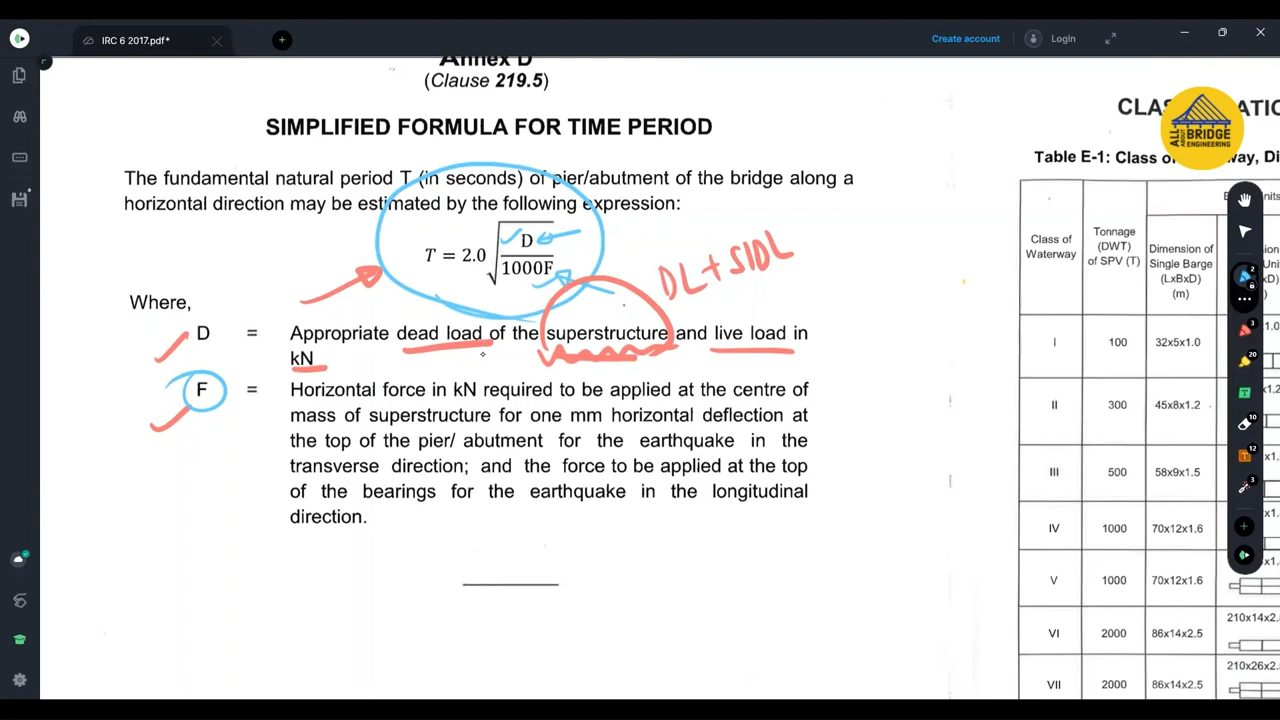 IRC 6 2017.pdf*
Create account
Login
Annex D
(Clause 219.5)
SIMPLIFIED FORMULA FOR TIME PERIOD
The fundamental natural period T (in seconds) of pier/abutment of the bridge along a
horizontal direction may be estimated by the following expression:
T = 2.0 √(D/1000F)
DL + SIDL
Where,
D = Appropriate dead load of the superstructure and live load in
kN
F = Horizontal force in kN required to be applied at the centre of
mass of superstructure for one mm horizontal deflection at
the top of the pier/ abutment for the earthquake in the
transverse direction; and the force to be applied at the top
of the bearings for the earthquake in the longitudinal
direction.
ALL ABOUT BRIDGE ENGINEERING
Table E-1: Class of
Class of
Waterway
Tonnage
(DWT)
of SPV (T)
Dimension of
Single Barge
(LxBxD)
(m)
I 100 32x5x1.0
II 300 45x8x1.2
III 500 58x9x1.5
IV 1000 70x12x1.6
V 1000 70x12x1.6
VI 2000 86x14x2.5
VII 2000 86x14x2.5
210x14x2.
210x26x2.